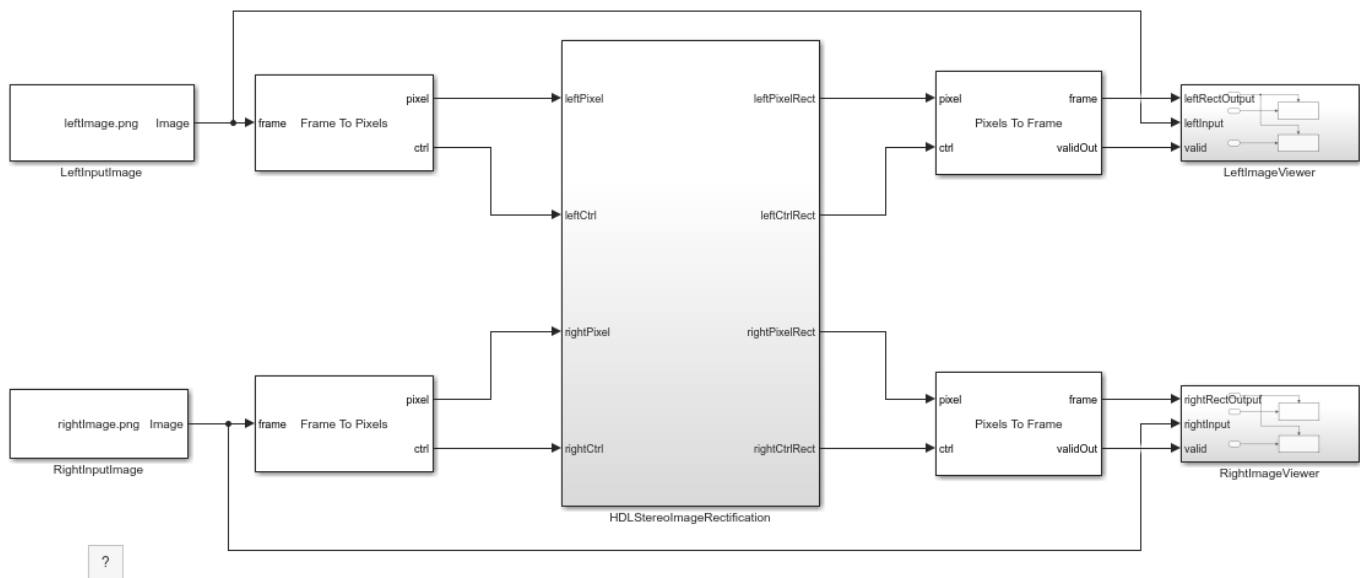 leftImage.png Image
LeftInputImage
frame Frame To Pixels pixel
ctrl
leftPixel leftPixelRect
leftCtrl leftCtrlRect
rightPixel rightPixelRect
rightCtrl rightCtrlRect
HDLStereoImageRectification
pixel frame
Pixels To Frame
ctrl validOut
leftRectOutput
leftInput
valid
LeftImageViewer
rightImage.png Image
RightInputImage
pixel
frame Frame To Pixels
ctrl
pixel frame
Pixels To Frame
ctrl validOut
rightRectOutput
rightInput
valid
RightImageViewer
?